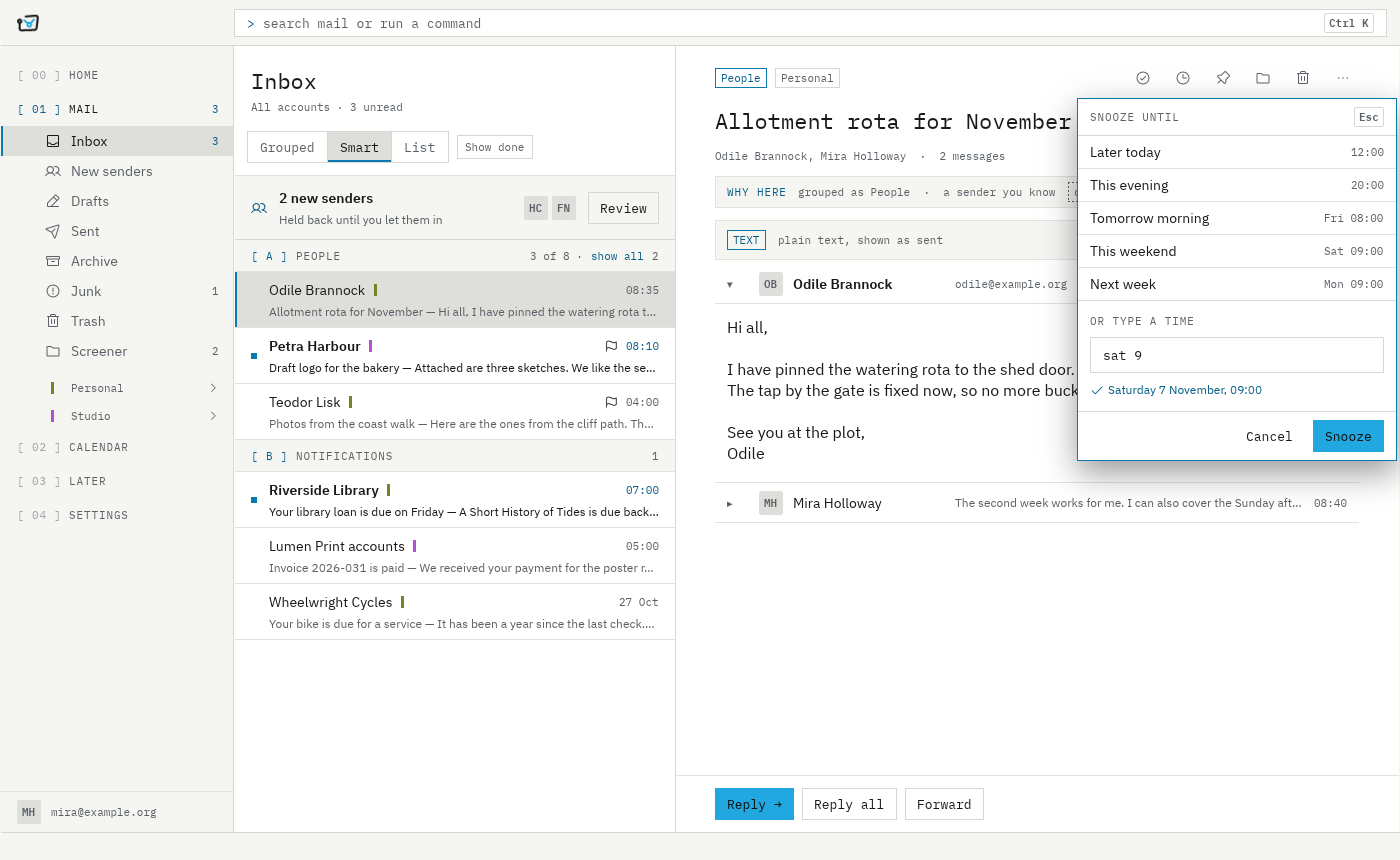 > search mail or run a command
Ctrl K
[ 00 ] HOME
[ 01 ] MAIL 3
Inbox 3
New senders
Drafts
Sent
Archive
Junk 1
Trash
Screener 2
Personal
Studio
[ 02 ] CALENDAR
[ 03 ] LATER
[ 04 ] SETTINGS
MH mira@example.org
Inbox
All accounts · 3 unread
Grouped Smart List Show done
2 new senders
Held back until you let them in
HC FN Review
[ A ] PEOPLE 3 of 8 · show all 2
Odile Brannock 08:35
Allotment rota for November — Hi all, I have pinned the watering rota t…
Petra Harbour 08:10
Draft logo for the bakery — Attached are three sketches. We like the se…
Teodor Lisk 04:00
Photos from the coast walk — Here are the ones from the cliff path. Th…
[ B ] NOTIFICATIONS 1
Riverside Library 07:00
Your library loan is due on Friday — A Short History of Tides is due back…
Lumen Print accounts 05:00
Invoice 2026-031 is paid — We received your payment for the poster r…
Wheelwright Cycles 27 Oct
Your bike is due for a service — It has been a year since the last check.…
People Personal
Allotment rota for November
Odile Brannock, Mira Holloway · 2 messages
WHY HERE grouped as People · a sender you know
TEXT plain text, shown as sent
OB Odile Brannock odile@example.org
Hi all,
I have pinned the watering rota to the shed door.
The tap by the gate is fixed now, so no more
See you at the plot,
Odile
MH Mira Holloway The second week works for me. I can also cover the Sunday aft… 08:40
Reply → Reply all Forward
SNOOZE UNTIL Esc
Later today 12:00
This evening 20:00
Tomorrow morning Fri 08:00
This weekend Sat 09:00
Next week Mon 09:00
OR TYPE A TIME
sat 9
Saturday 7 November, 09:00
Cancel Snooze